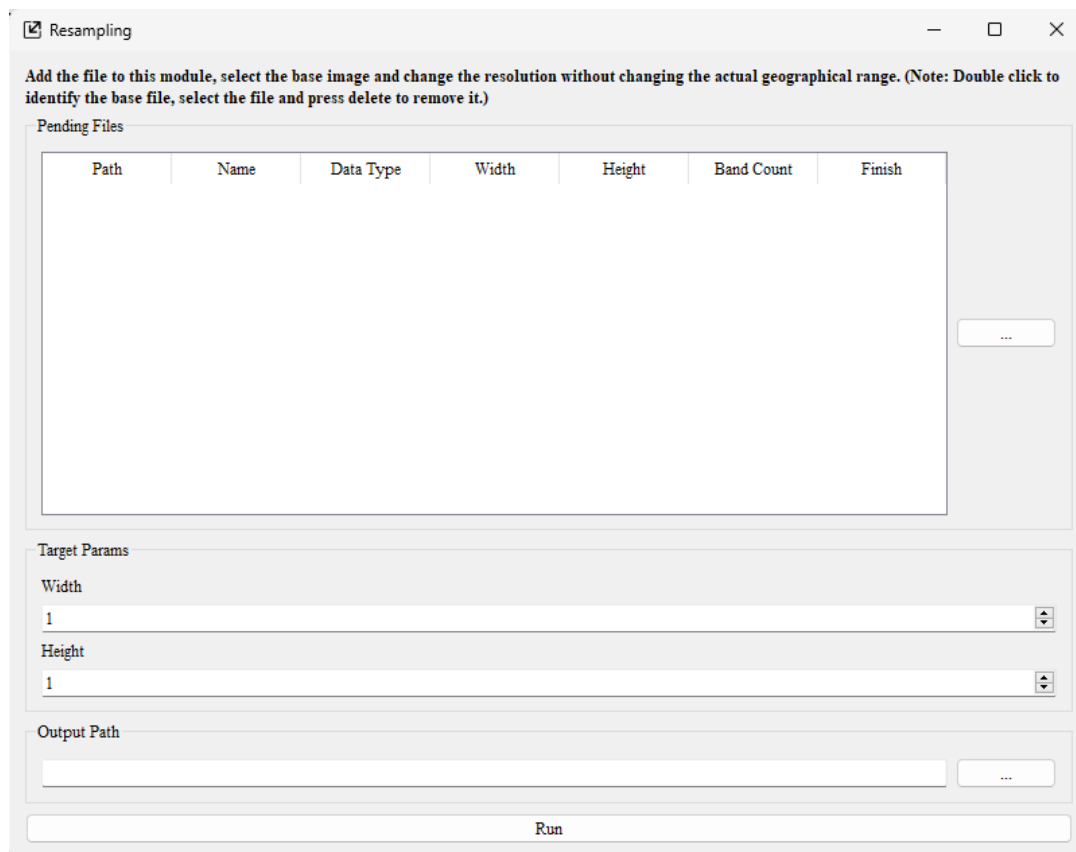 Resampling
Add the file to this module, select the base image and change the resolution without changing the actual geographical range. (Note: Double click to
identify the base file, select the file and press delete to remove it.)
Pending Files
Path Name Data Type Width Height Band Count Finish
...
Target Params
Width
1
Height
1
Output Path
...
Run